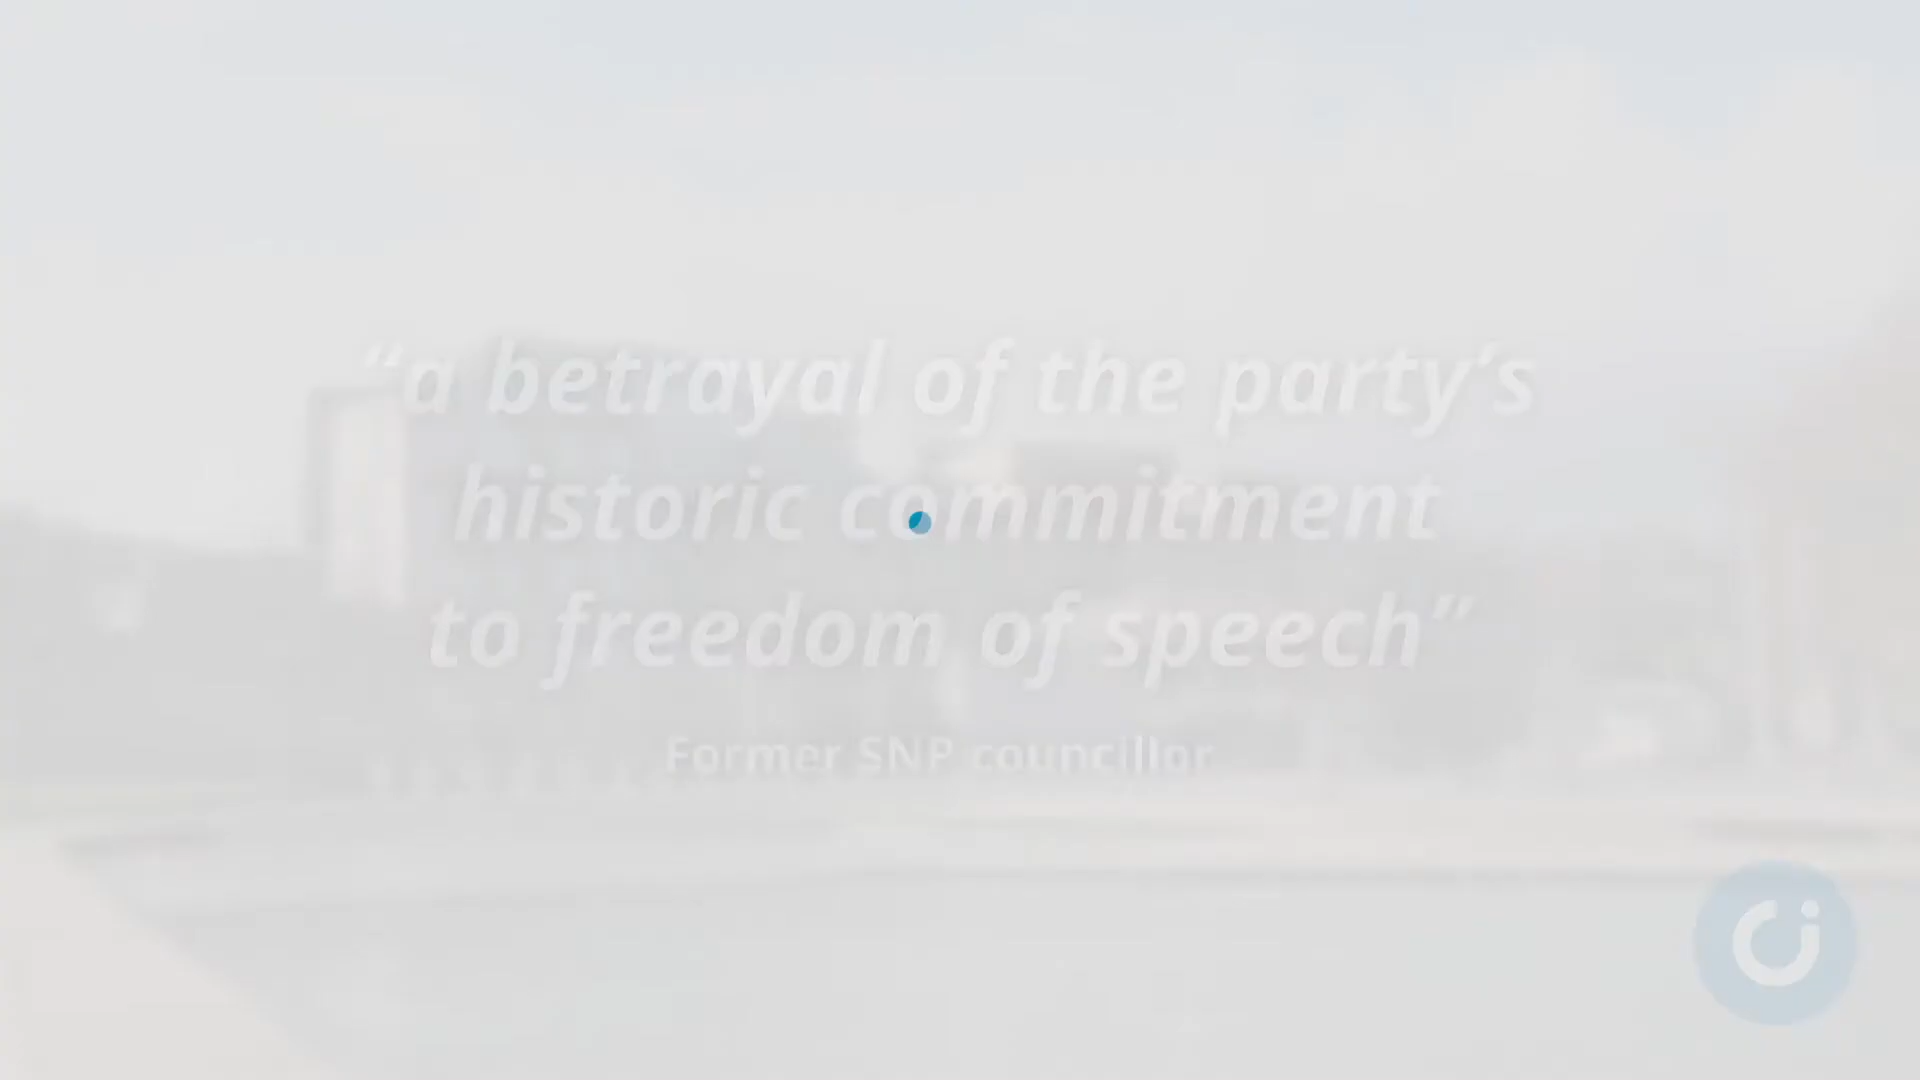 “a betrayal of the party’s
historic commitment
to freedom of speech”
Former SNP councillor